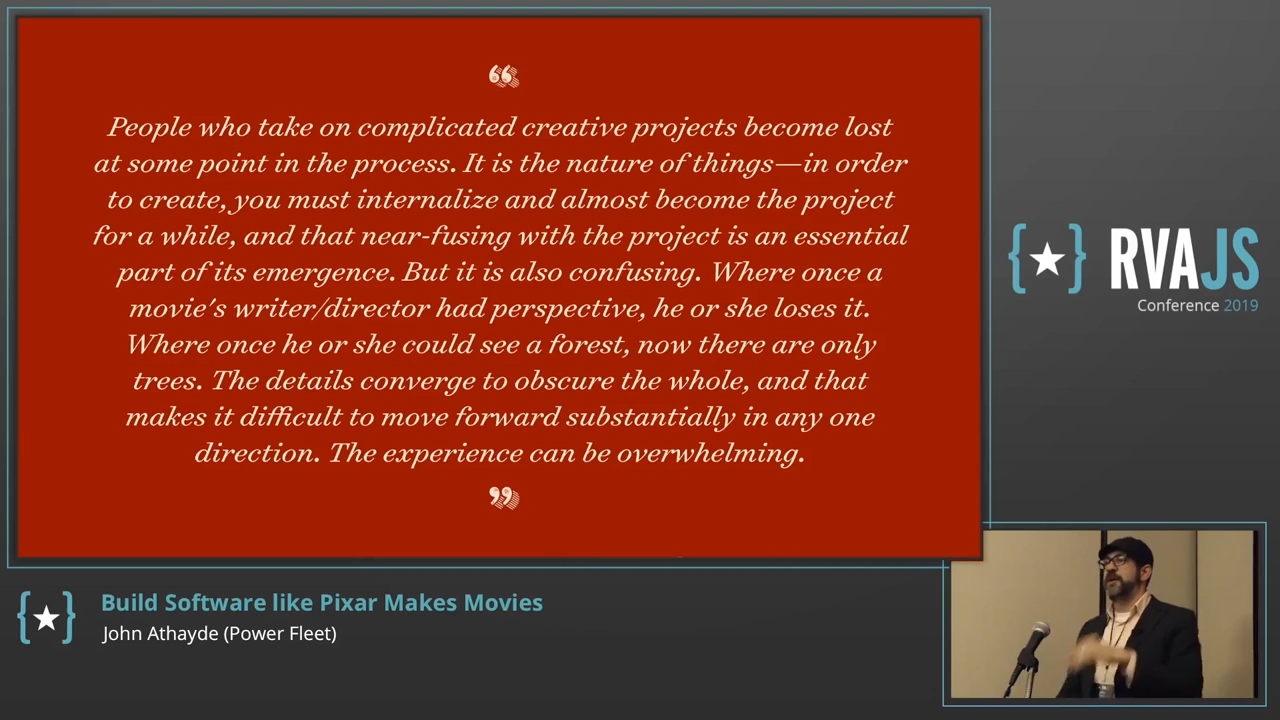 “
People who take on complicated creative projects become lost
at some point in the process. It is the nature of things—in order
to create, you must internalize and almost become the project
for a while, and that near-fusing with the project is an essential
part of its emergence. But it is also confusing. Where once a
movie's writer/director had perspective, he or she loses it.
Where once he or she could see a forest, now there are only
trees. The details converge to obscure the whole, and that
makes it difficult to move forward substantially in any one
direction. The experience can be overwhelming.
”
{★} RVAJS
Conference 2019
{★} Build Software like Pixar Makes Movies
John Athayde (Power Fleet)